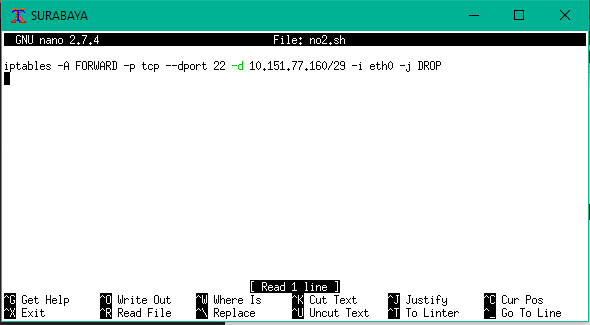 SURABAYA
GNU nano 2.7.4 File: no2.sh
iptables -A FORWARD -p tcp --dport 22 -d 10.151.77.160/29 -i eth0 -j DROP
[ Read 1 line ]
^G Get Help ^O Write Out ^W Where Is ^K Cut Text ^J Justify ^C Cur Pos
^X Exit ^R Read File ^\ Replace ^U Uncut Text ^T To Linter ^_ Go To Line